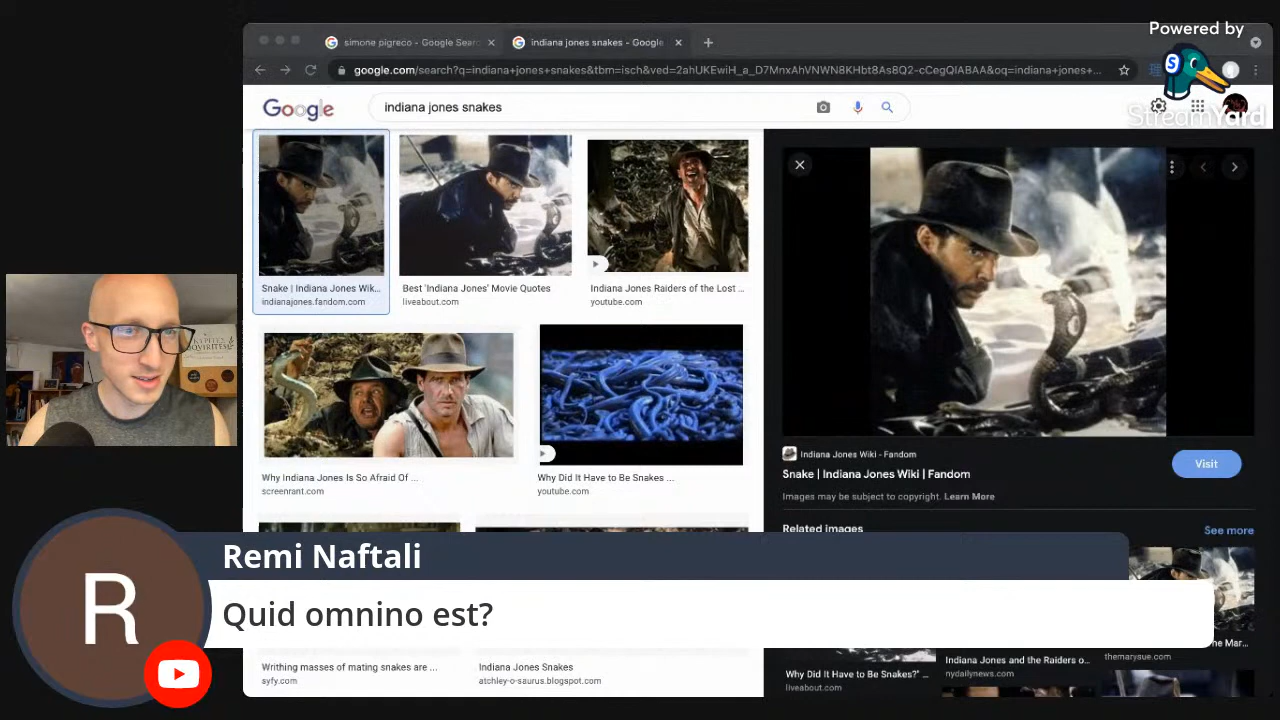 Powered by
StreamYard
simone pigreco - Google Sear
indiana jones snakes - Google
google.com/search?q=indiana+jones+snakes&tbm=isch&ved=2ahUKEwiH_a_D7MnxAhVNWN8KHbt8As8Q2-cCegQIABAA&oq=indiana+jones+...
Google
indiana jones snakes
Snake | Indiana Jones Wik...
indianajones.fandom.com
Best 'Indiana Jones' Movie Quotes
liveabout.com
Indiana Jones Raiders of the Lost ...
youtube.com
Why Indiana Jones Is So Afraid Of ...
screenrant.com
Why Did It Have to Be Snakes ...
youtube.com
Indiana Jones Wiki - Fandom
Snake | Indiana Jones Wiki | Fandom
Visit
Images may be subject to copyright. Learn More
Related images
See more
R
Remi Naftali
Quid omnino est?
Writhing masses of mating snakes are ...
syfy.com
Indiana Jones Snakes
atchley-o-saurus.blogspot.com
Why Did It Have to Be Snakes?' ...
liveabout.com
Indiana Jones and the Raiders o...
nydailynews.com
The Mar...
themarysue.com